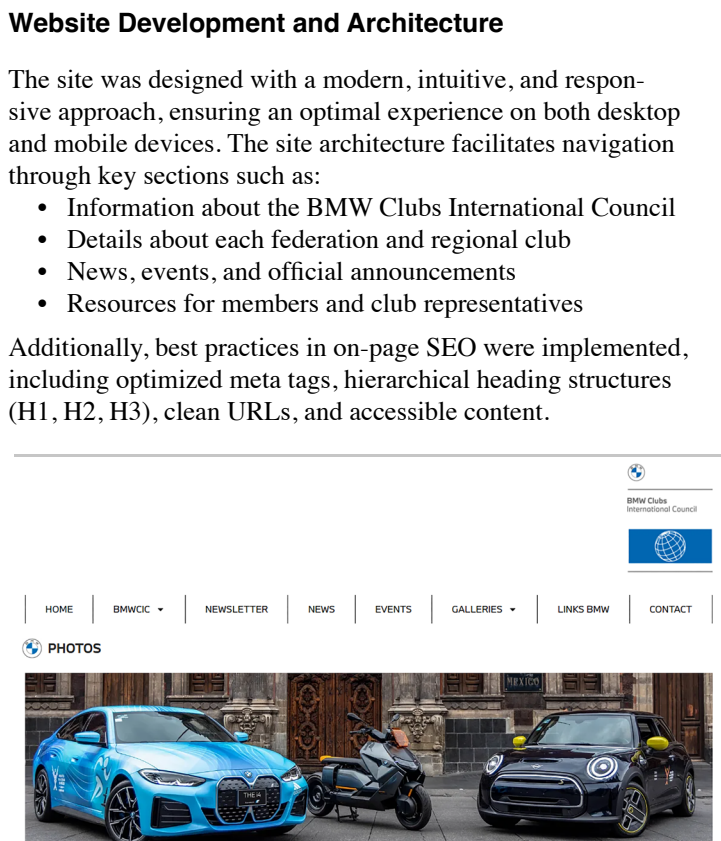 Website Development and Architecture
The site was designed with a modern, intuitive, and respon-
sive approach, ensuring an optimal experience on both desktop
and mobile devices. The site architecture facilitates navigation
through key sections such as:
• Information about the BMW Clubs International Council
• Details about each federation and regional club
• News, events, and official announcements
• Resources for members and club representatives
Additionally, best practices in on-page SEO were implemented,
including optimized meta tags, hierarchical heading structures
(H1, H2, H3), clean URLs, and accessible content.
BMW Clubs
International Council
HOME BMWCIC NEWSLETTER NEWS EVENTS GALLERIES LINKS BMW CONTACT
PHOTOS
MEXICO
THE i4